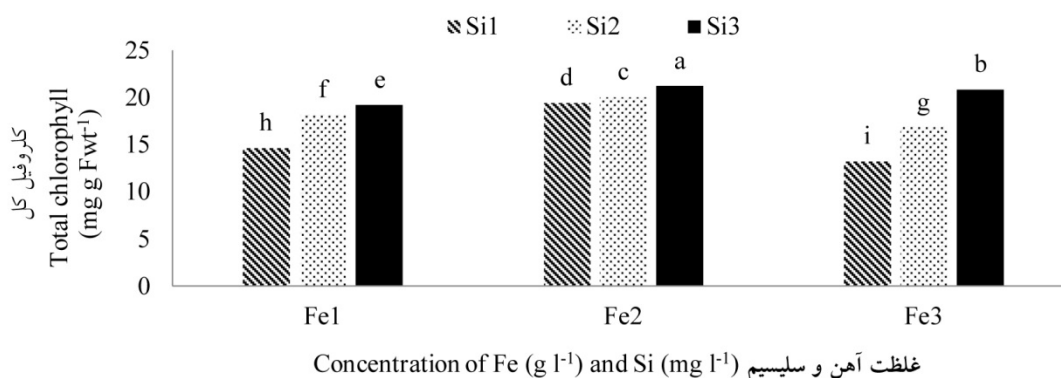 Si1 Si2 Si3
25
20
15
10
5
0
کلروفیل کل
Total chlorophyll
(mg g Fwt-1)
h f e
d c a
i g b
Fe1 Fe2 Fe3
Concentration of Fe (g l-1) and Si (mg l-1) غلظت آهن و سلیسیم